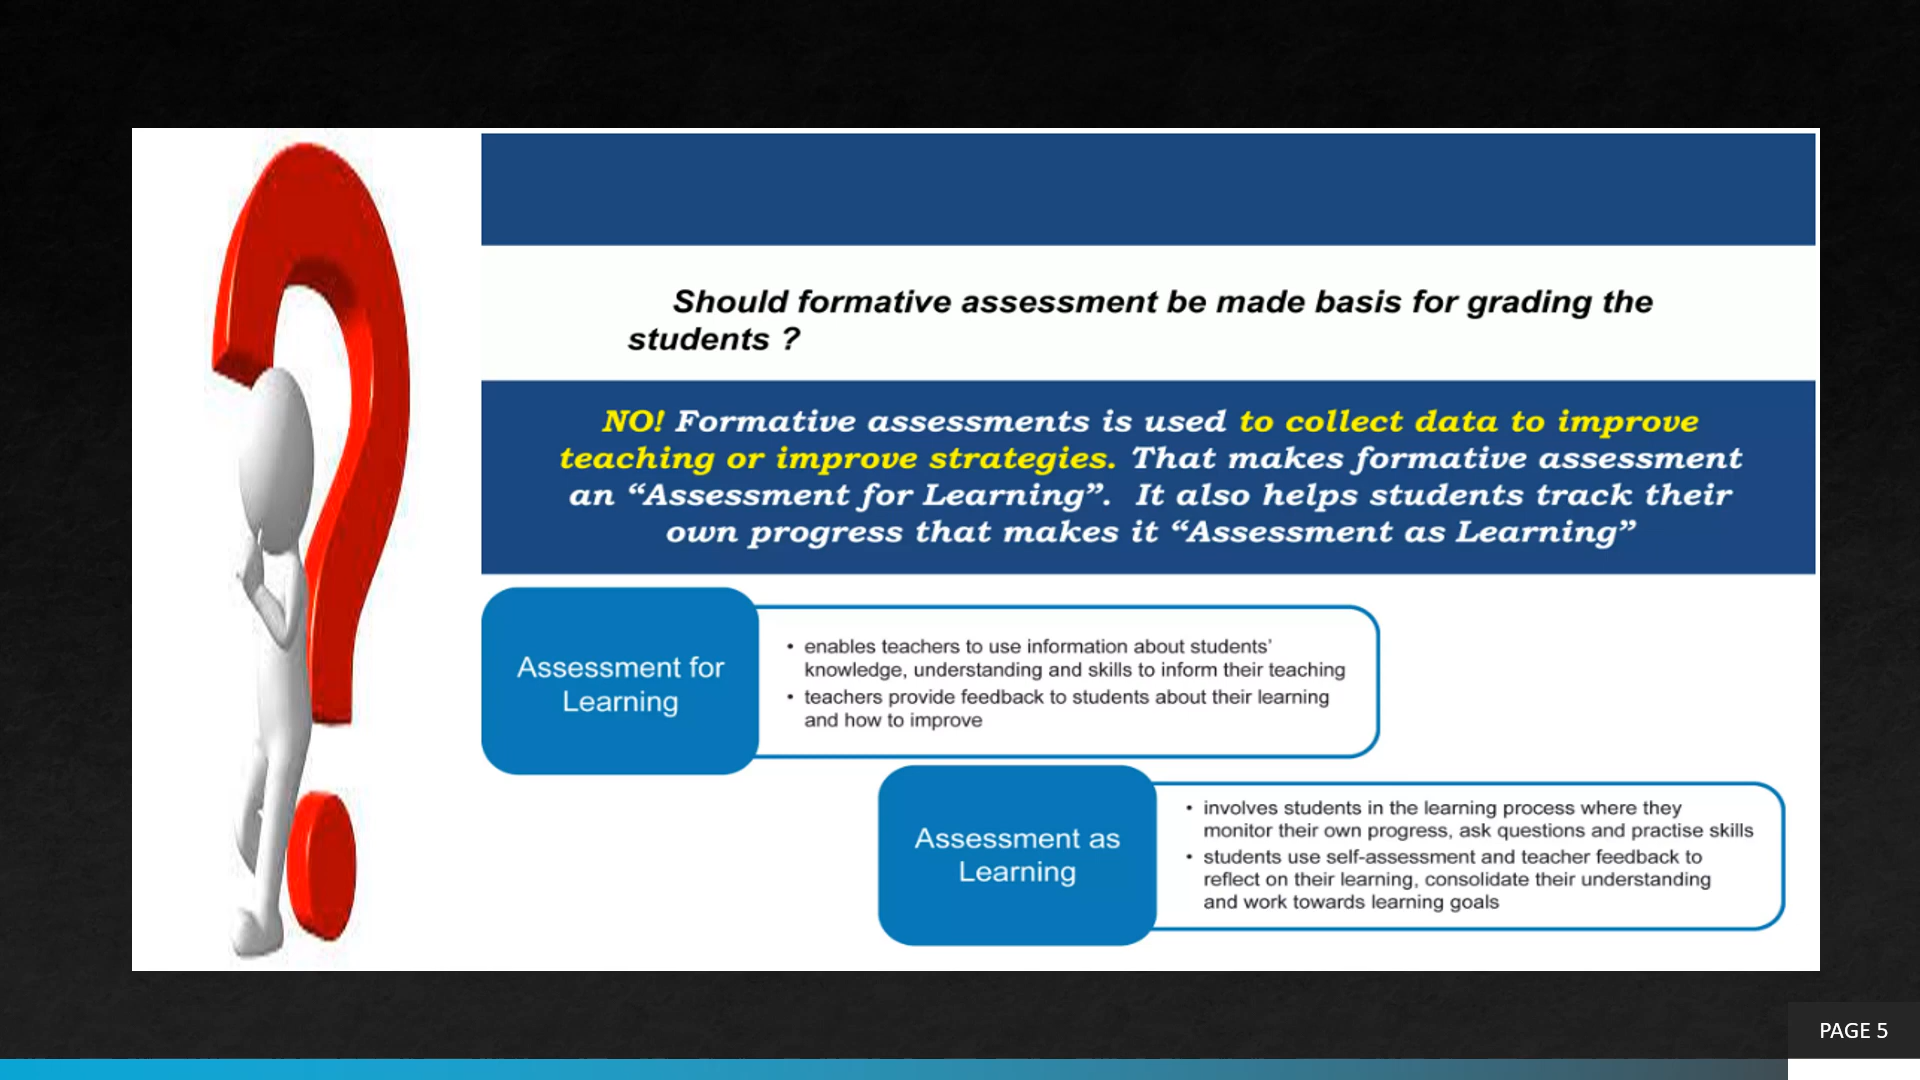 Should formative assessment be made basis for grading the
students ?
NO! Formative assessments is used to collect data to improve
teaching or improve strategies. That makes formative assessment
an “Assessment for Learning”. It also helps students track their
own progress that makes it “Assessment as Learning”
Assessment for
Learning
• enables teachers to use information about students’
knowledge, understanding and skills to inform their teaching
• teachers provide feedback to students about their learning
and how to improve
Assessment as
Learning
• involves students in the learning process where they
monitor their own progress, ask questions and practise skills
• students use self-assessment and teacher feedback to
reflect on their learning, consolidate their understanding
and work towards learning goals
PAGE 5